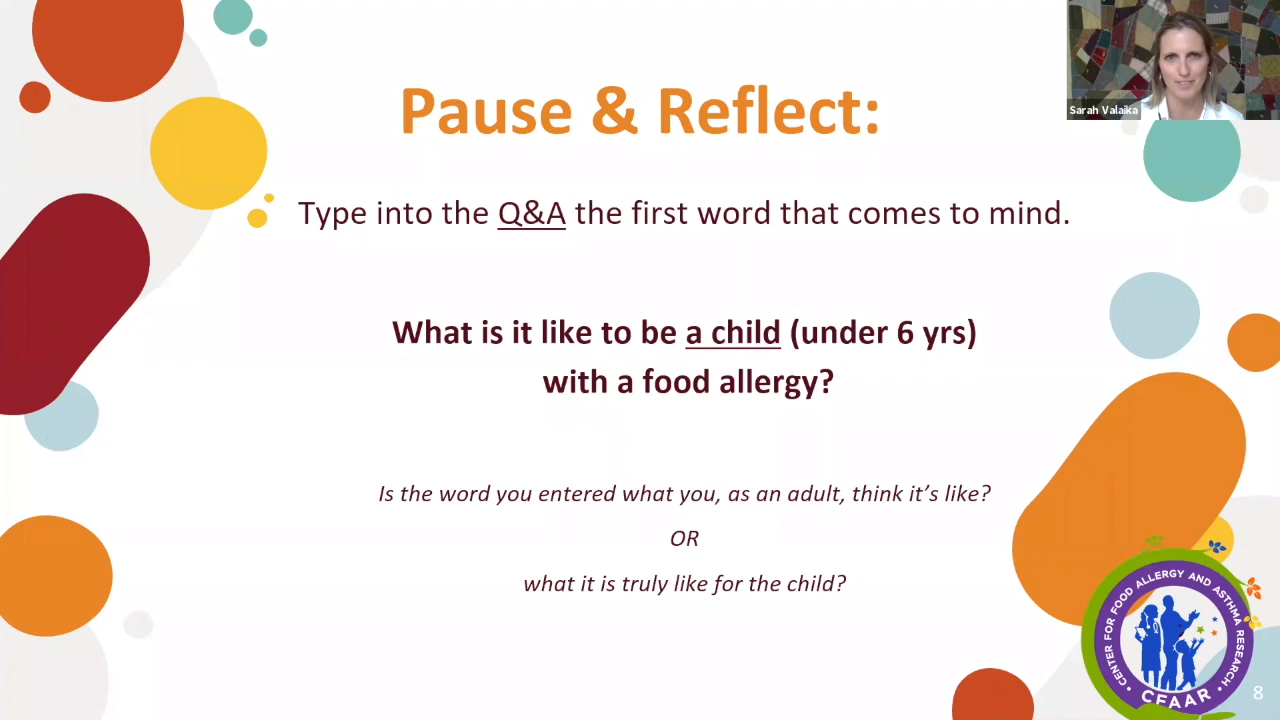 Sarah Valaika
Pause & Reflect:
Type into the Q&A the first word that comes to mind.
What is it like to be a child (under 6 yrs)
with a food allergy?
Is the word you entered what you, as an adult, think it's like?
OR
what it is truly like for the child?
• CENTER FOR FOOD ALLERGY AND ASTHMA RESEARCH •
CFAAR
8